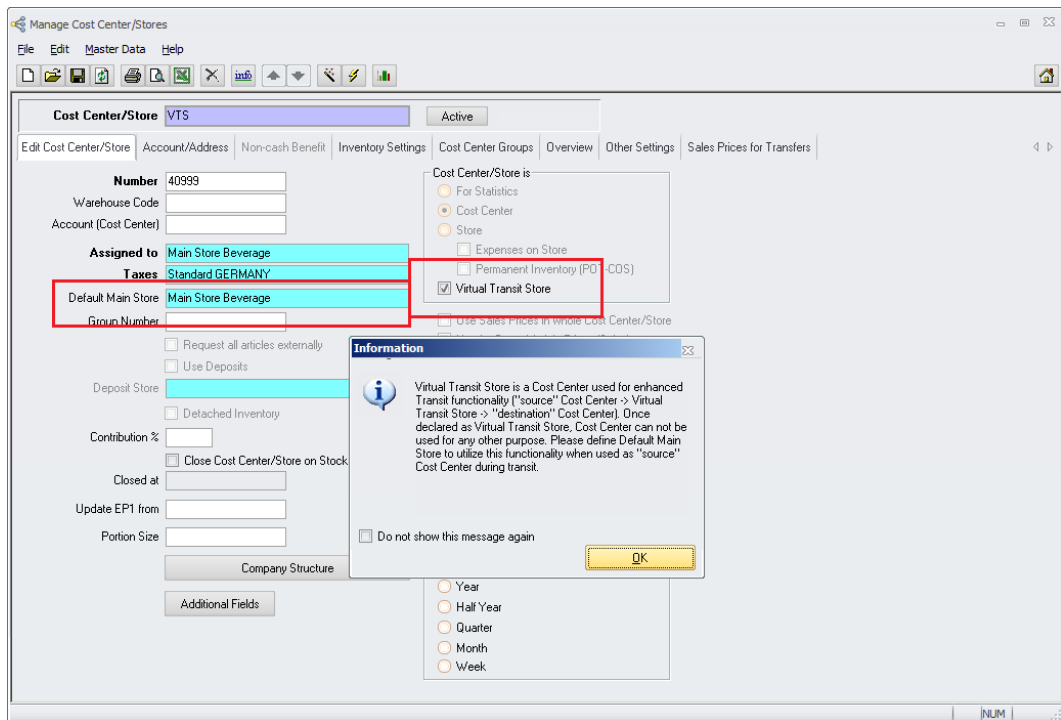 Manage Cost Center/Stores
File Edit Master Data Help
info
Cost Center/Store VTS Active
Edit Cost Center/Store Account/Address Non-cash Benefit Inventory Settings Cost Center Groups Overview Other Settings Sales Prices for Transfers
Number 40999
Warehouse Code
Account (Cost Center)
Assigned to Main Store Beverage
Taxes Standard GERMANY
Default Main Store Main Store Beverage
Group Number
Request all articles externally
Use Deposits
Deposit Store
Detached Inventory
Contribution %
Close Cost Center/Store on Stock
Closed at
Update EP1 from
Portion Size
Company Structure
Additional Fields
Cost Center/Store is
For Statistics
Cost Center
Store
Expenses on Store
Permanent Inventory (POT-COS)
Virtual Transit Store
Use Sales Prices in whole Cost Center/Store
Information
Virtual Transit Store is a Cost Center used for enhanced
Transit functionality ("source" Cost Center -> Virtual
Transit Store -> "destination" Cost Center). Once
declared as Virtual Transit Store, Cost Center can not be
used for any other purpose. Please define Default Main
Store to utilize this functionality when used as "source"
Cost Center during transit.
Do not show this message again
OK
Year
Half Year
Quarter
Month
Week
NUM